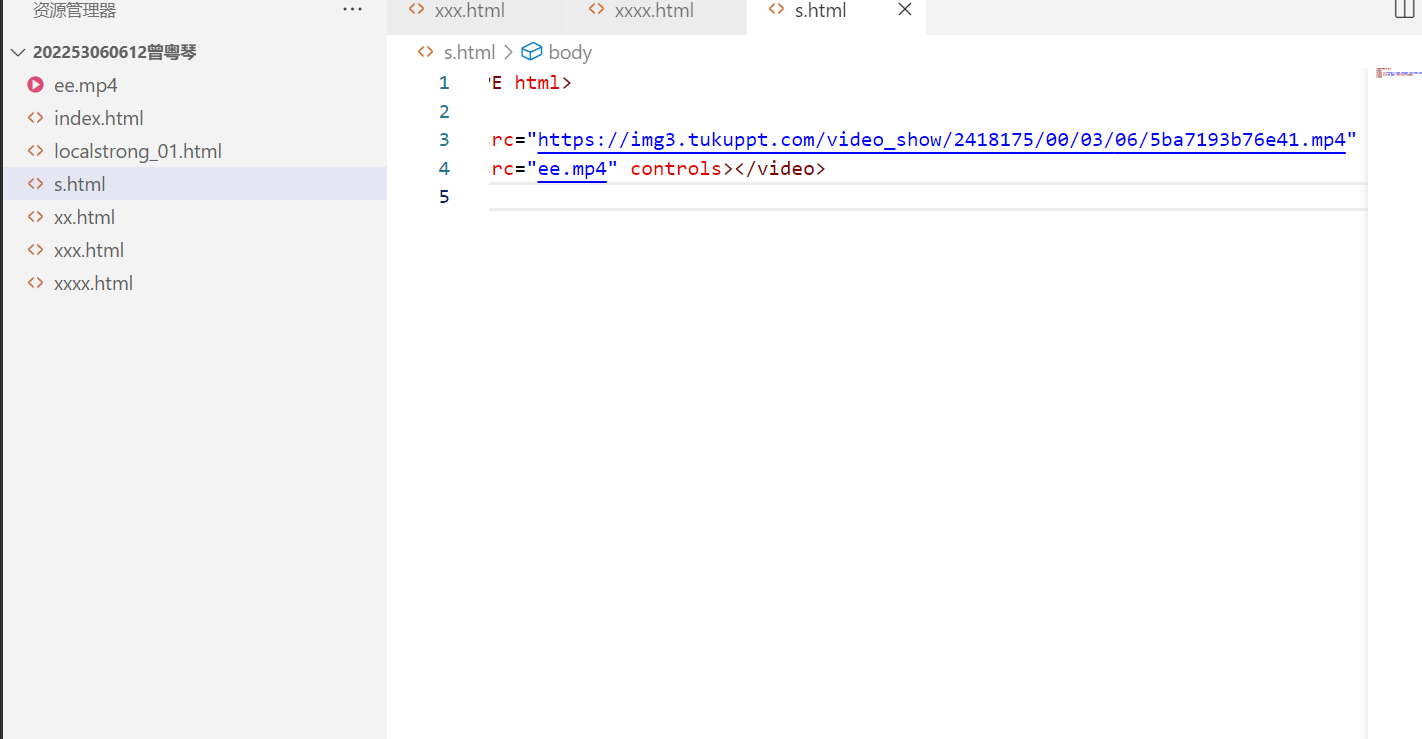 资源管理器
xxx.html
xxxx.html
s.html
202253060612曾粤琴
ee.mp4
index.html
localstrong_01.html
s.html
xx.html
xxx.html
xxxx.html
s.html > body
1 E html>
2
3 rc="https://img3.tukuppt.com/video_show/2418175/00/03/06/5ba7193b76e41.mp4"
4 rc="ee.mp4" controls></video>
5